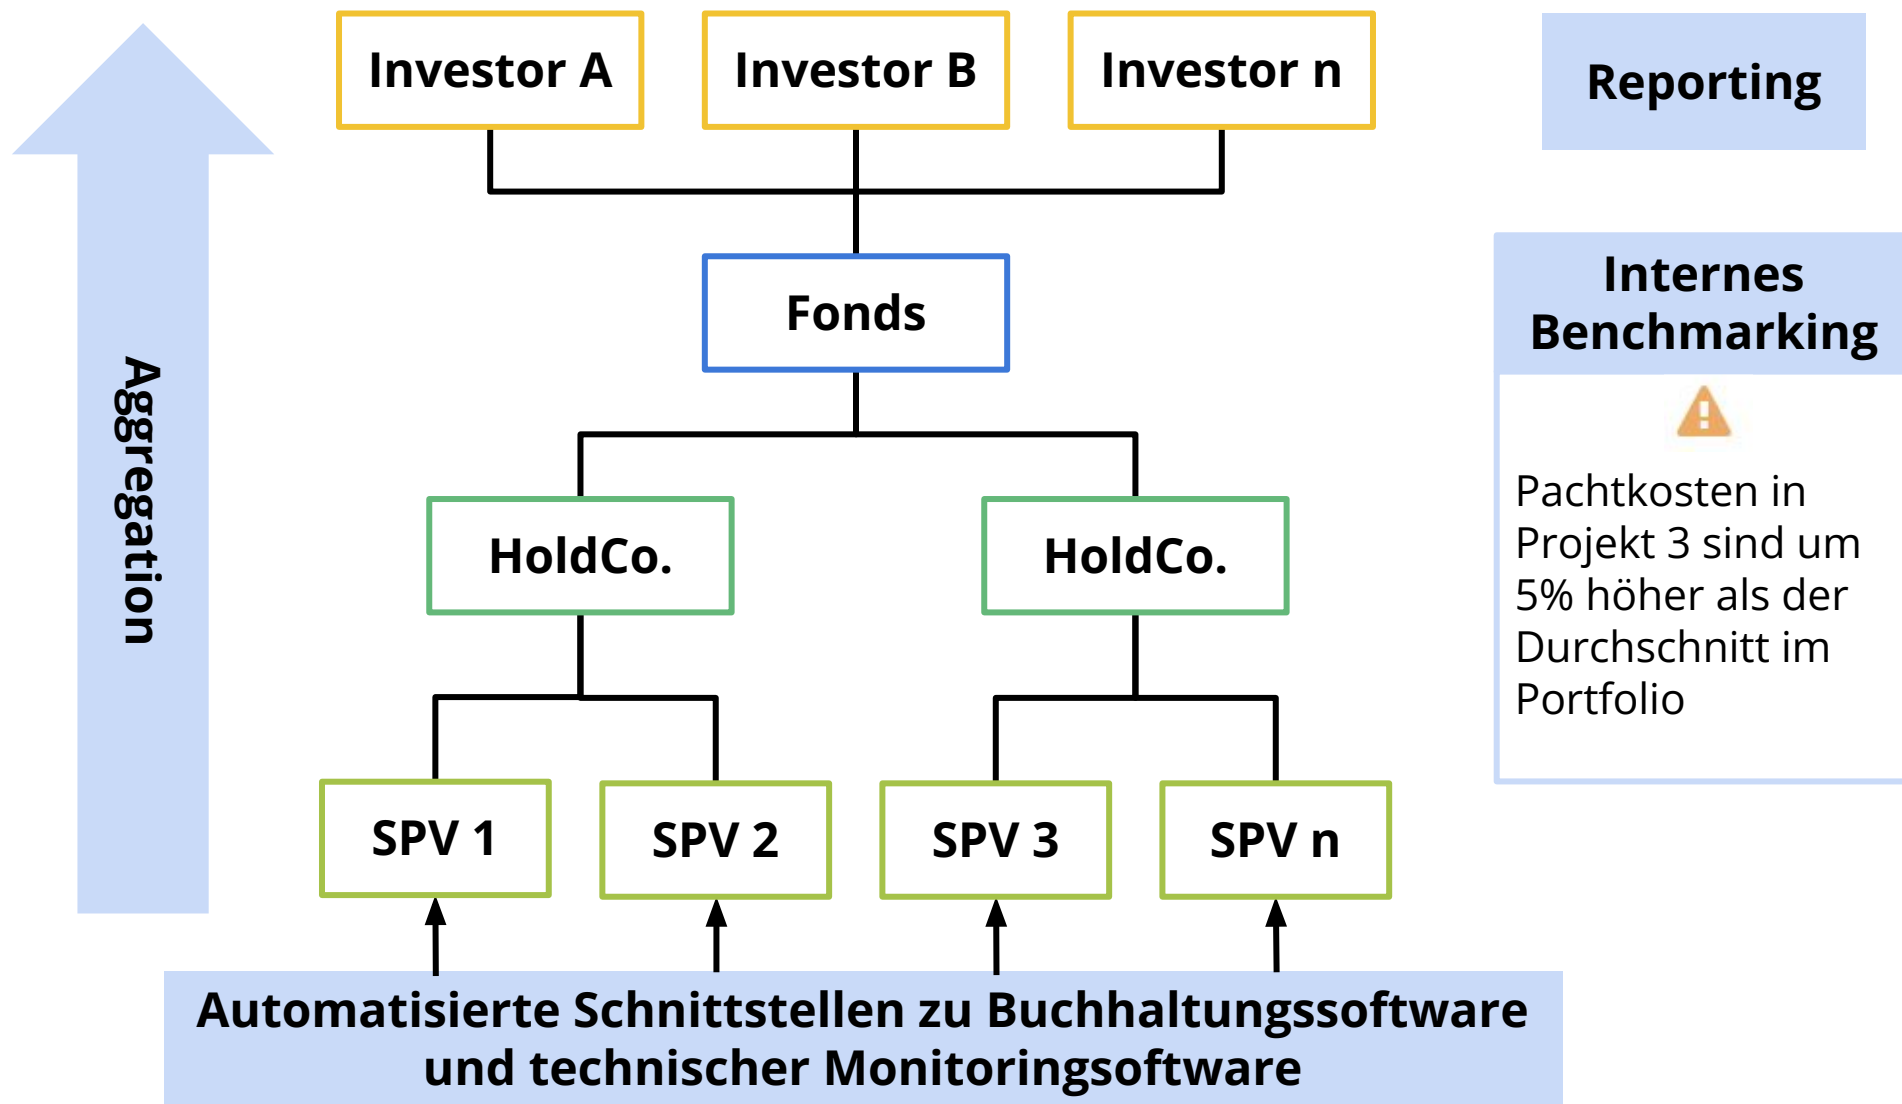 Investor A
Investor B
Investor n
Reporting
Fonds
Internes
Benchmarking
Aggregation
Pachtkosten in
Projekt 3 sind um
5% höher als der
Durchschnitt im
Portfolio
HoldCo.
HoldCo.
SPV 1
SPV 2
SPV 3
SPV n
Automatisierte Schnittstellen zu Buchhaltungssoftware
und technischer Monitoringsoftware